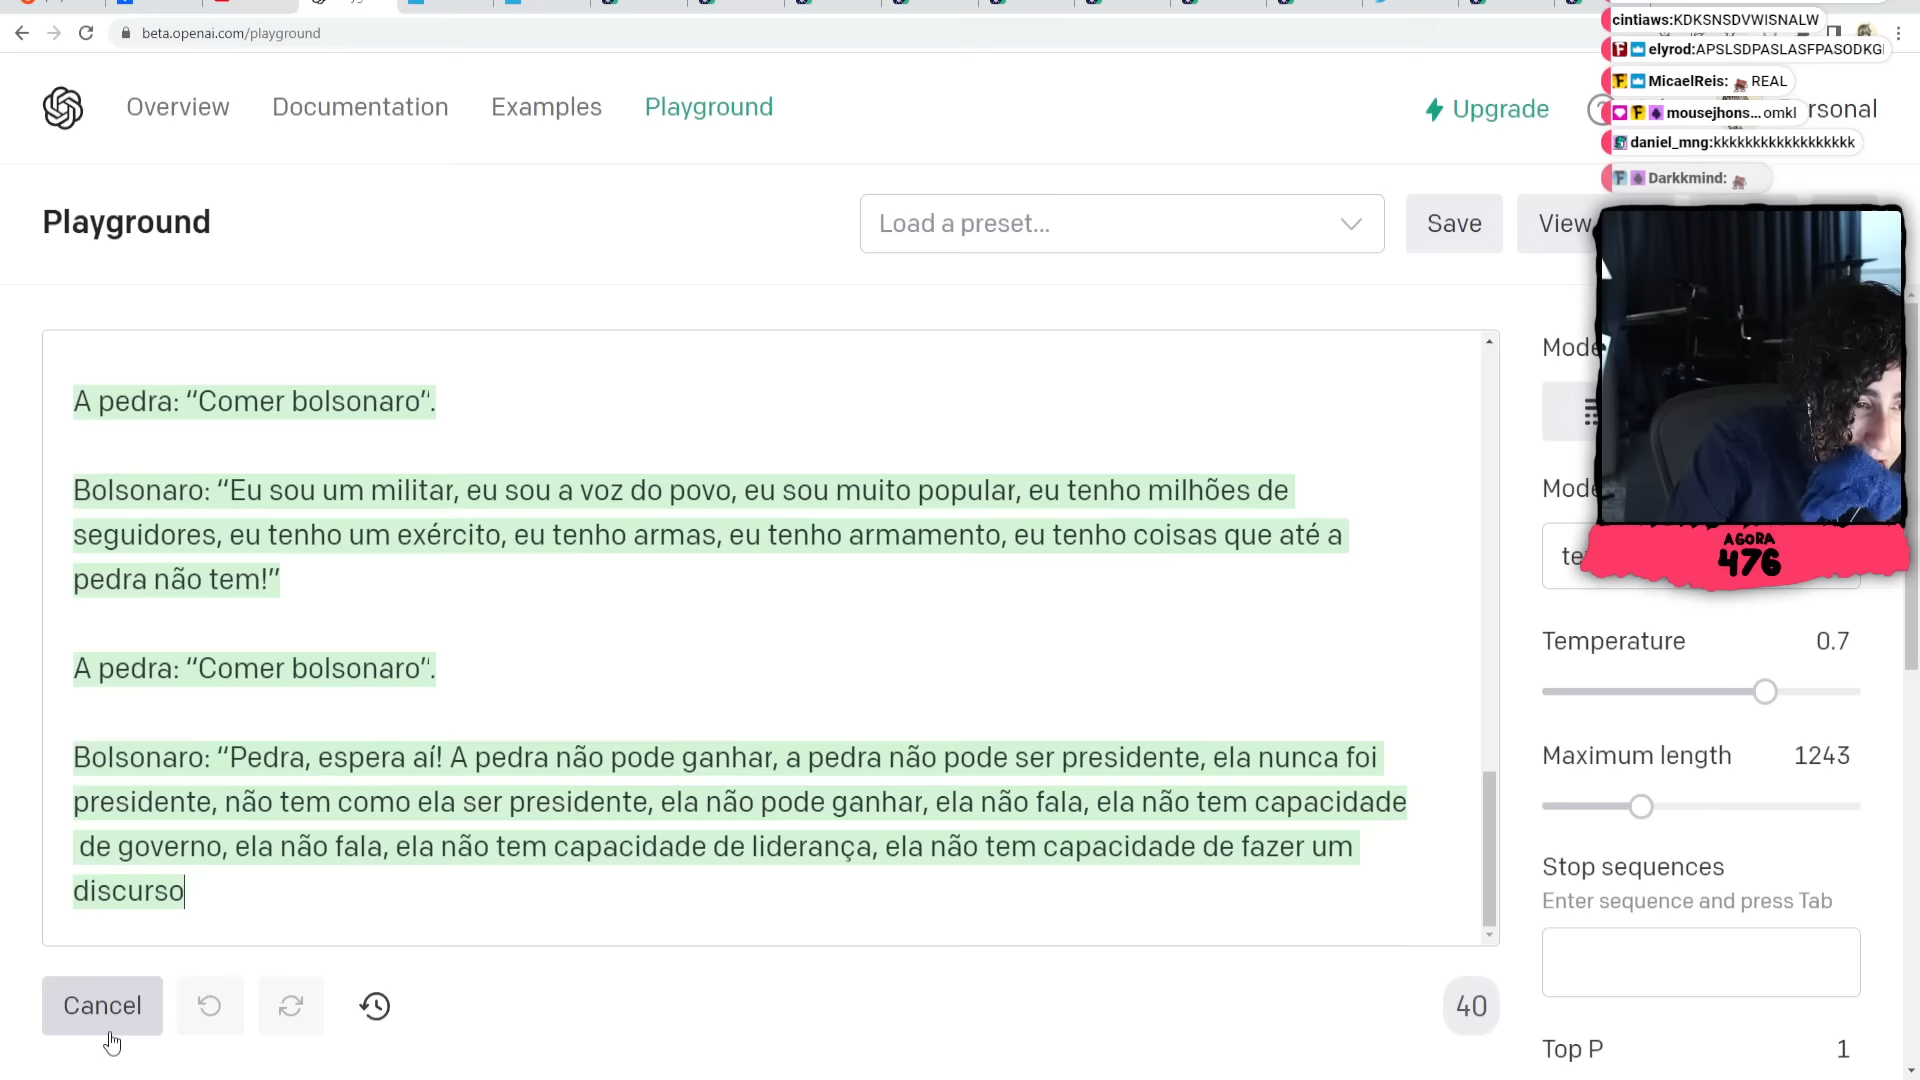 cintiaws:KDKSNSDVWISNALW
beta.openai.com/playground
elyrod:APSLSDPASLASFPASODKG
MicaelReis: REAL
Overview Documentation Examples Playground
Upgrade
rsonal
mousejhons...omkl
daniel_mng:kkkkkkkkkkkkkkkkkk
Darkkmind:
Playground
Load a preset...
Save
View
A pedra: “Comer bolsonaro”.
Bolsonaro: “Eu sou um militar, eu sou a voz do povo, eu sou muito popular, eu tenho milhões de
seguidores, eu tenho um exército, eu tenho armas, eu tenho armamento, eu tenho coisas que até a
pedra não tem!”
A pedra: “Comer bolsonaro”.
Bolsonaro: “Pedra, espera aí! A pedra não pode ganhar, a pedra não pode ser presidente, ela nunca foi
presidente, não tem como ela ser presidente, ela não pode ganhar, ela não fala, ela não tem capacidade
de governo, ela não fala, ela não tem capacidade de liderança, ela não tem capacidade de fazer um
discurso
Cancel
40
Mode
Mode
te
AGORA
476
Temperature 0.7
Maximum length 1243
Stop sequences
Enter sequence and press Tab
Top P 1